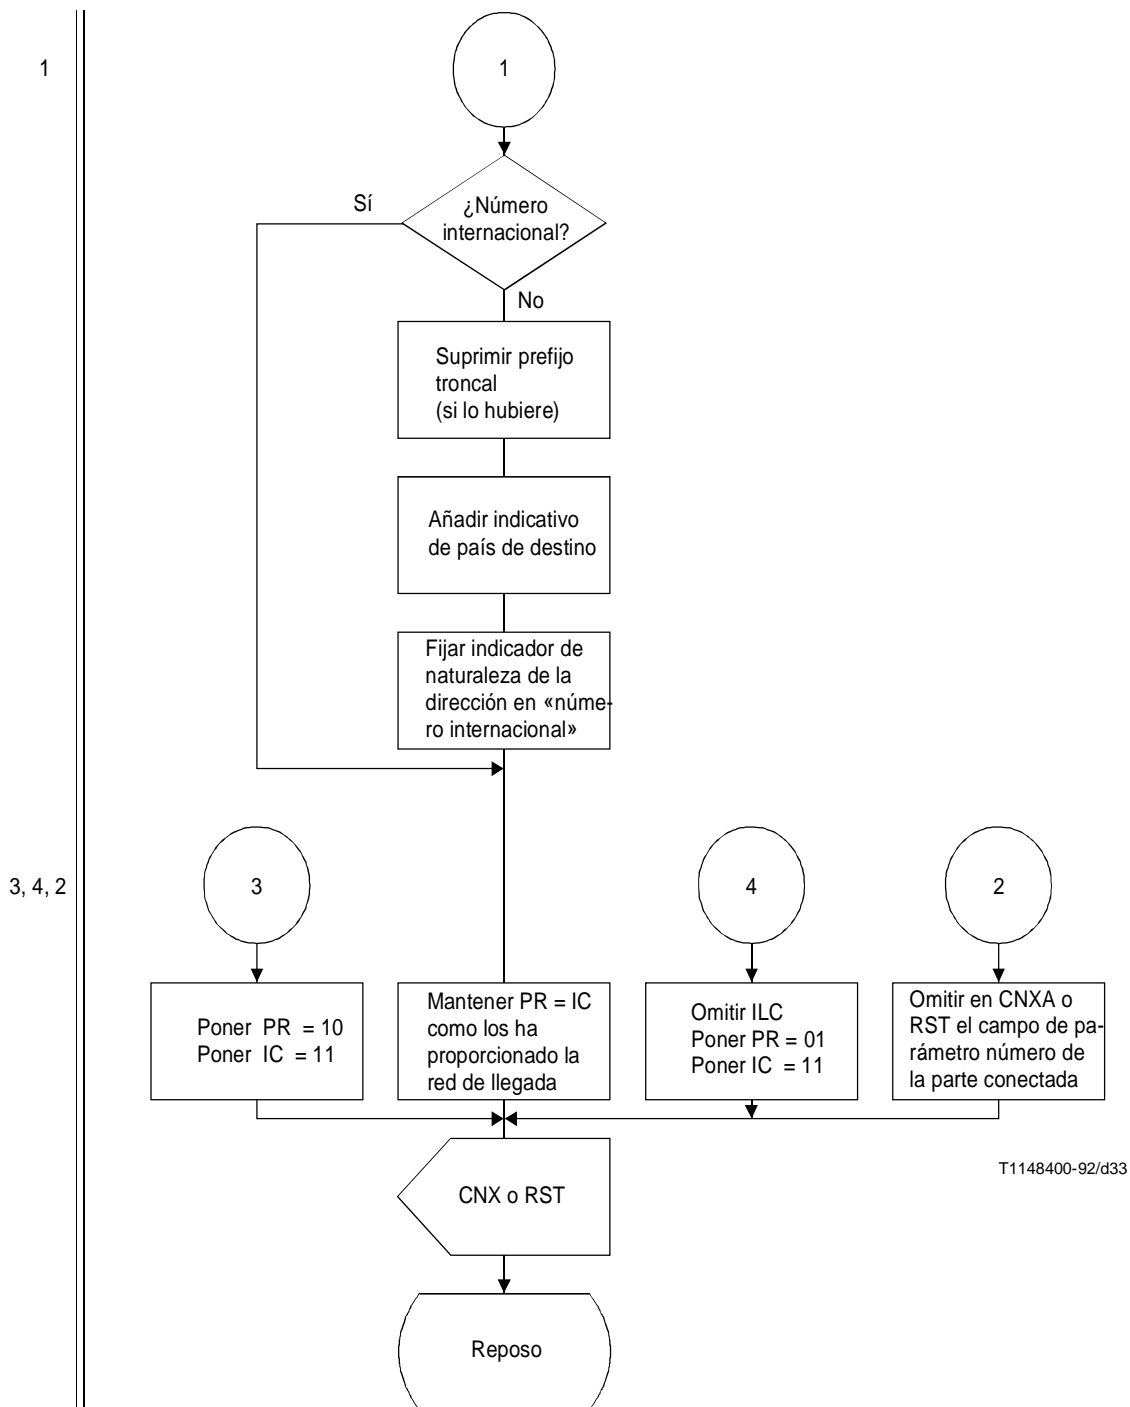 1
1
Sí
¿Número
internacional?
No
Suprimir prefijo
troncal
(si lo hubiere)
Añadir indicativo
de país de destino
Fijar indicador de
naturaleza de la
dirección en «núme-
ro internacional»
3, 4, 2
3
4
2
Poner PR = 10
Poner IC = 11
Mantener PR = IC
como los ha
proporcionado la
red de llegada
Omitir ILC
Poner PR = 01
Poner IC = 11
Omitir en CNXA o
RST el campo de pa-
rámetro número de
la parte conectada
T1148400-92/d33
CNX o RST
Reposo